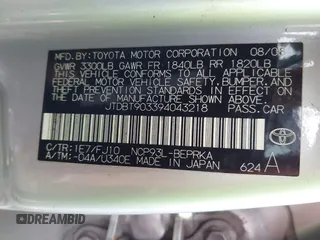 MFD.BY:TOYOTA MOTOR CORPORATION 08/08
GVWR 3300LB GAWR FR 1840LB RR 1820LB
THIS VEHICLE CONFORMS TO ALL APPLICABLE
FEDERAL MOTOR VEHICLE SAFETY, BUMPER, AND
THEFT PREVENTION STANDARDS IN EFFECT ON THE
DATE OF MANUFACTURE SHOWN ABOVE.
JTDBT903394043218 PASS.CAR
TOYOTA
C/TR:1E7/FJ10 NCP93L-BEPRKA
A/TM:-04A/U340E MADE IN JAPAN
624 A
DREAMBID